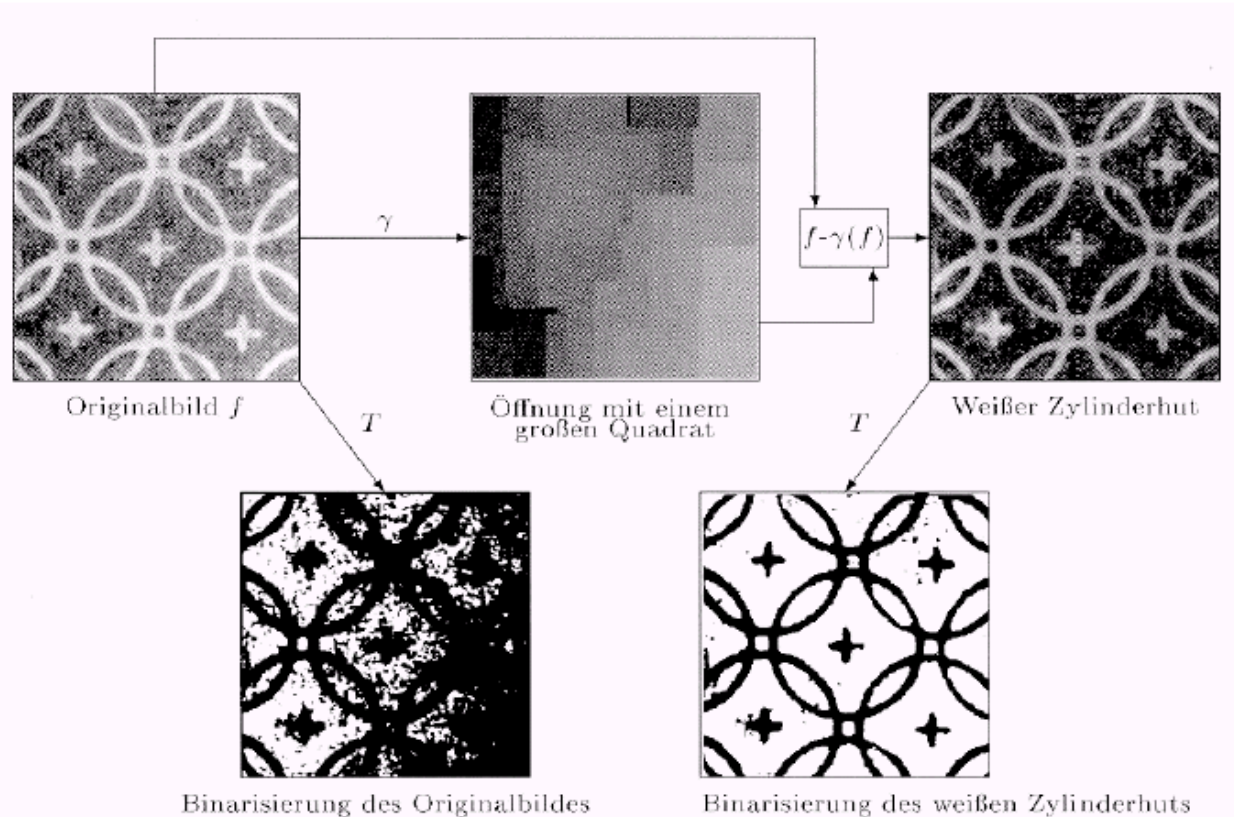 γ
f-γ(f)
Originalbild f
Öffnung mit einem
großen Quadrat
Weißer Zylinderhut
T
T
Binarisierung des Originalbildes
Binarisierung des weißen Zylinderhuts